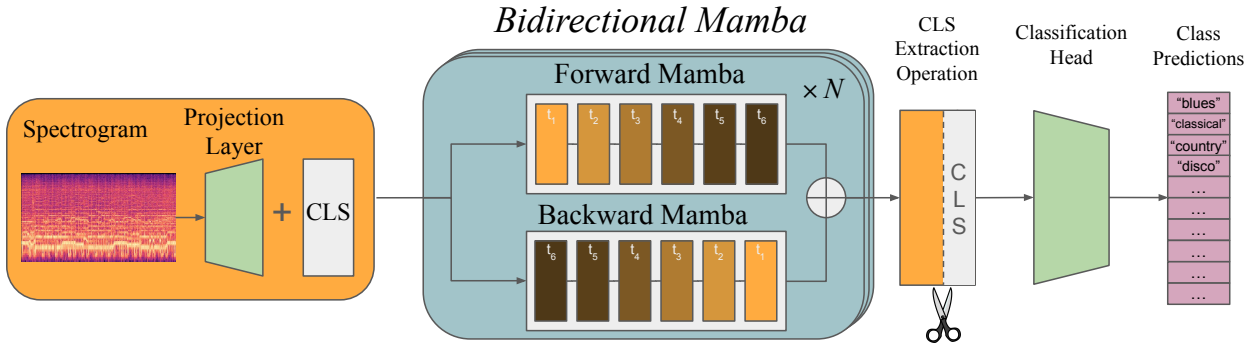 Bidirectional Mamba
Spectrogram
Projection
Layer
+
CLS
Forward Mamba
× N
t1
t2
t3
t4
t5
t6
Backward Mamba
t6
t5
t4
t3
t2
t1
CLS
Extraction
Operation
CLS
Classification
Head
Class
Predictions
“blues”
“classical”
“country”
“disco”
...
...
...
...
...
...